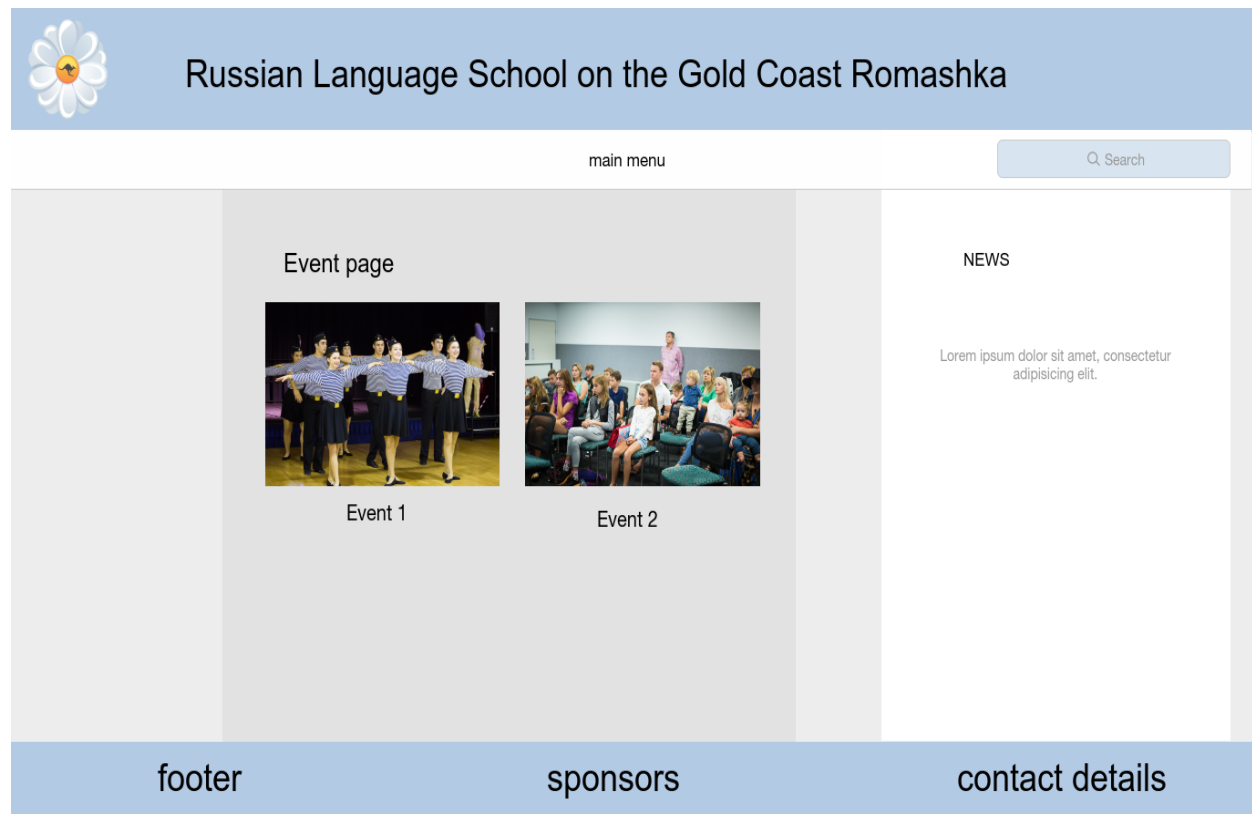 Russian Language School on the Gold Coast Romashka
main menu
Search
Event page
Event 1
Event 2
NEWS
Lorem ipsum dolor sit amet, consectetur
adipisicing elit.
footer
sponsors
contact details